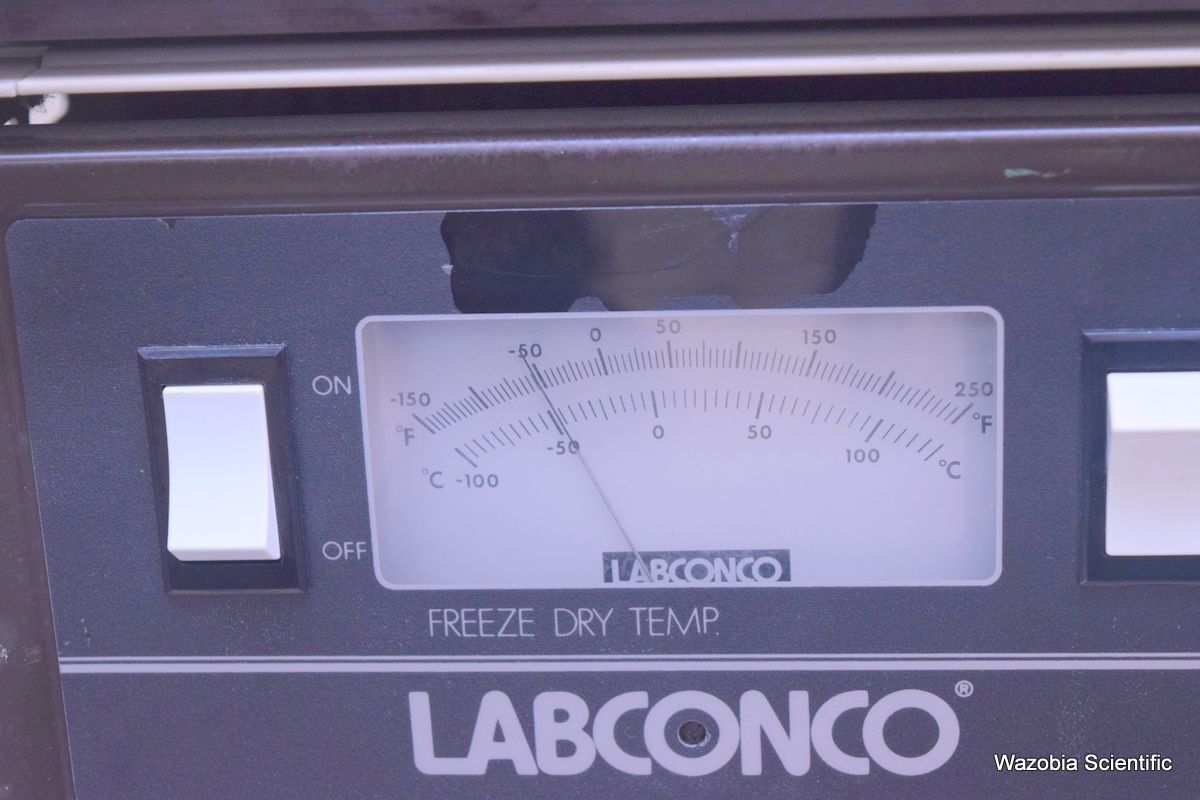 ON
OFF
-150 -50 0 50 150 250
°F °F
-50 0 50
°C -100 100 °C
LABCONCO
FREEZE DRY TEMP.
LABCONCO®
Wazobia Scientific